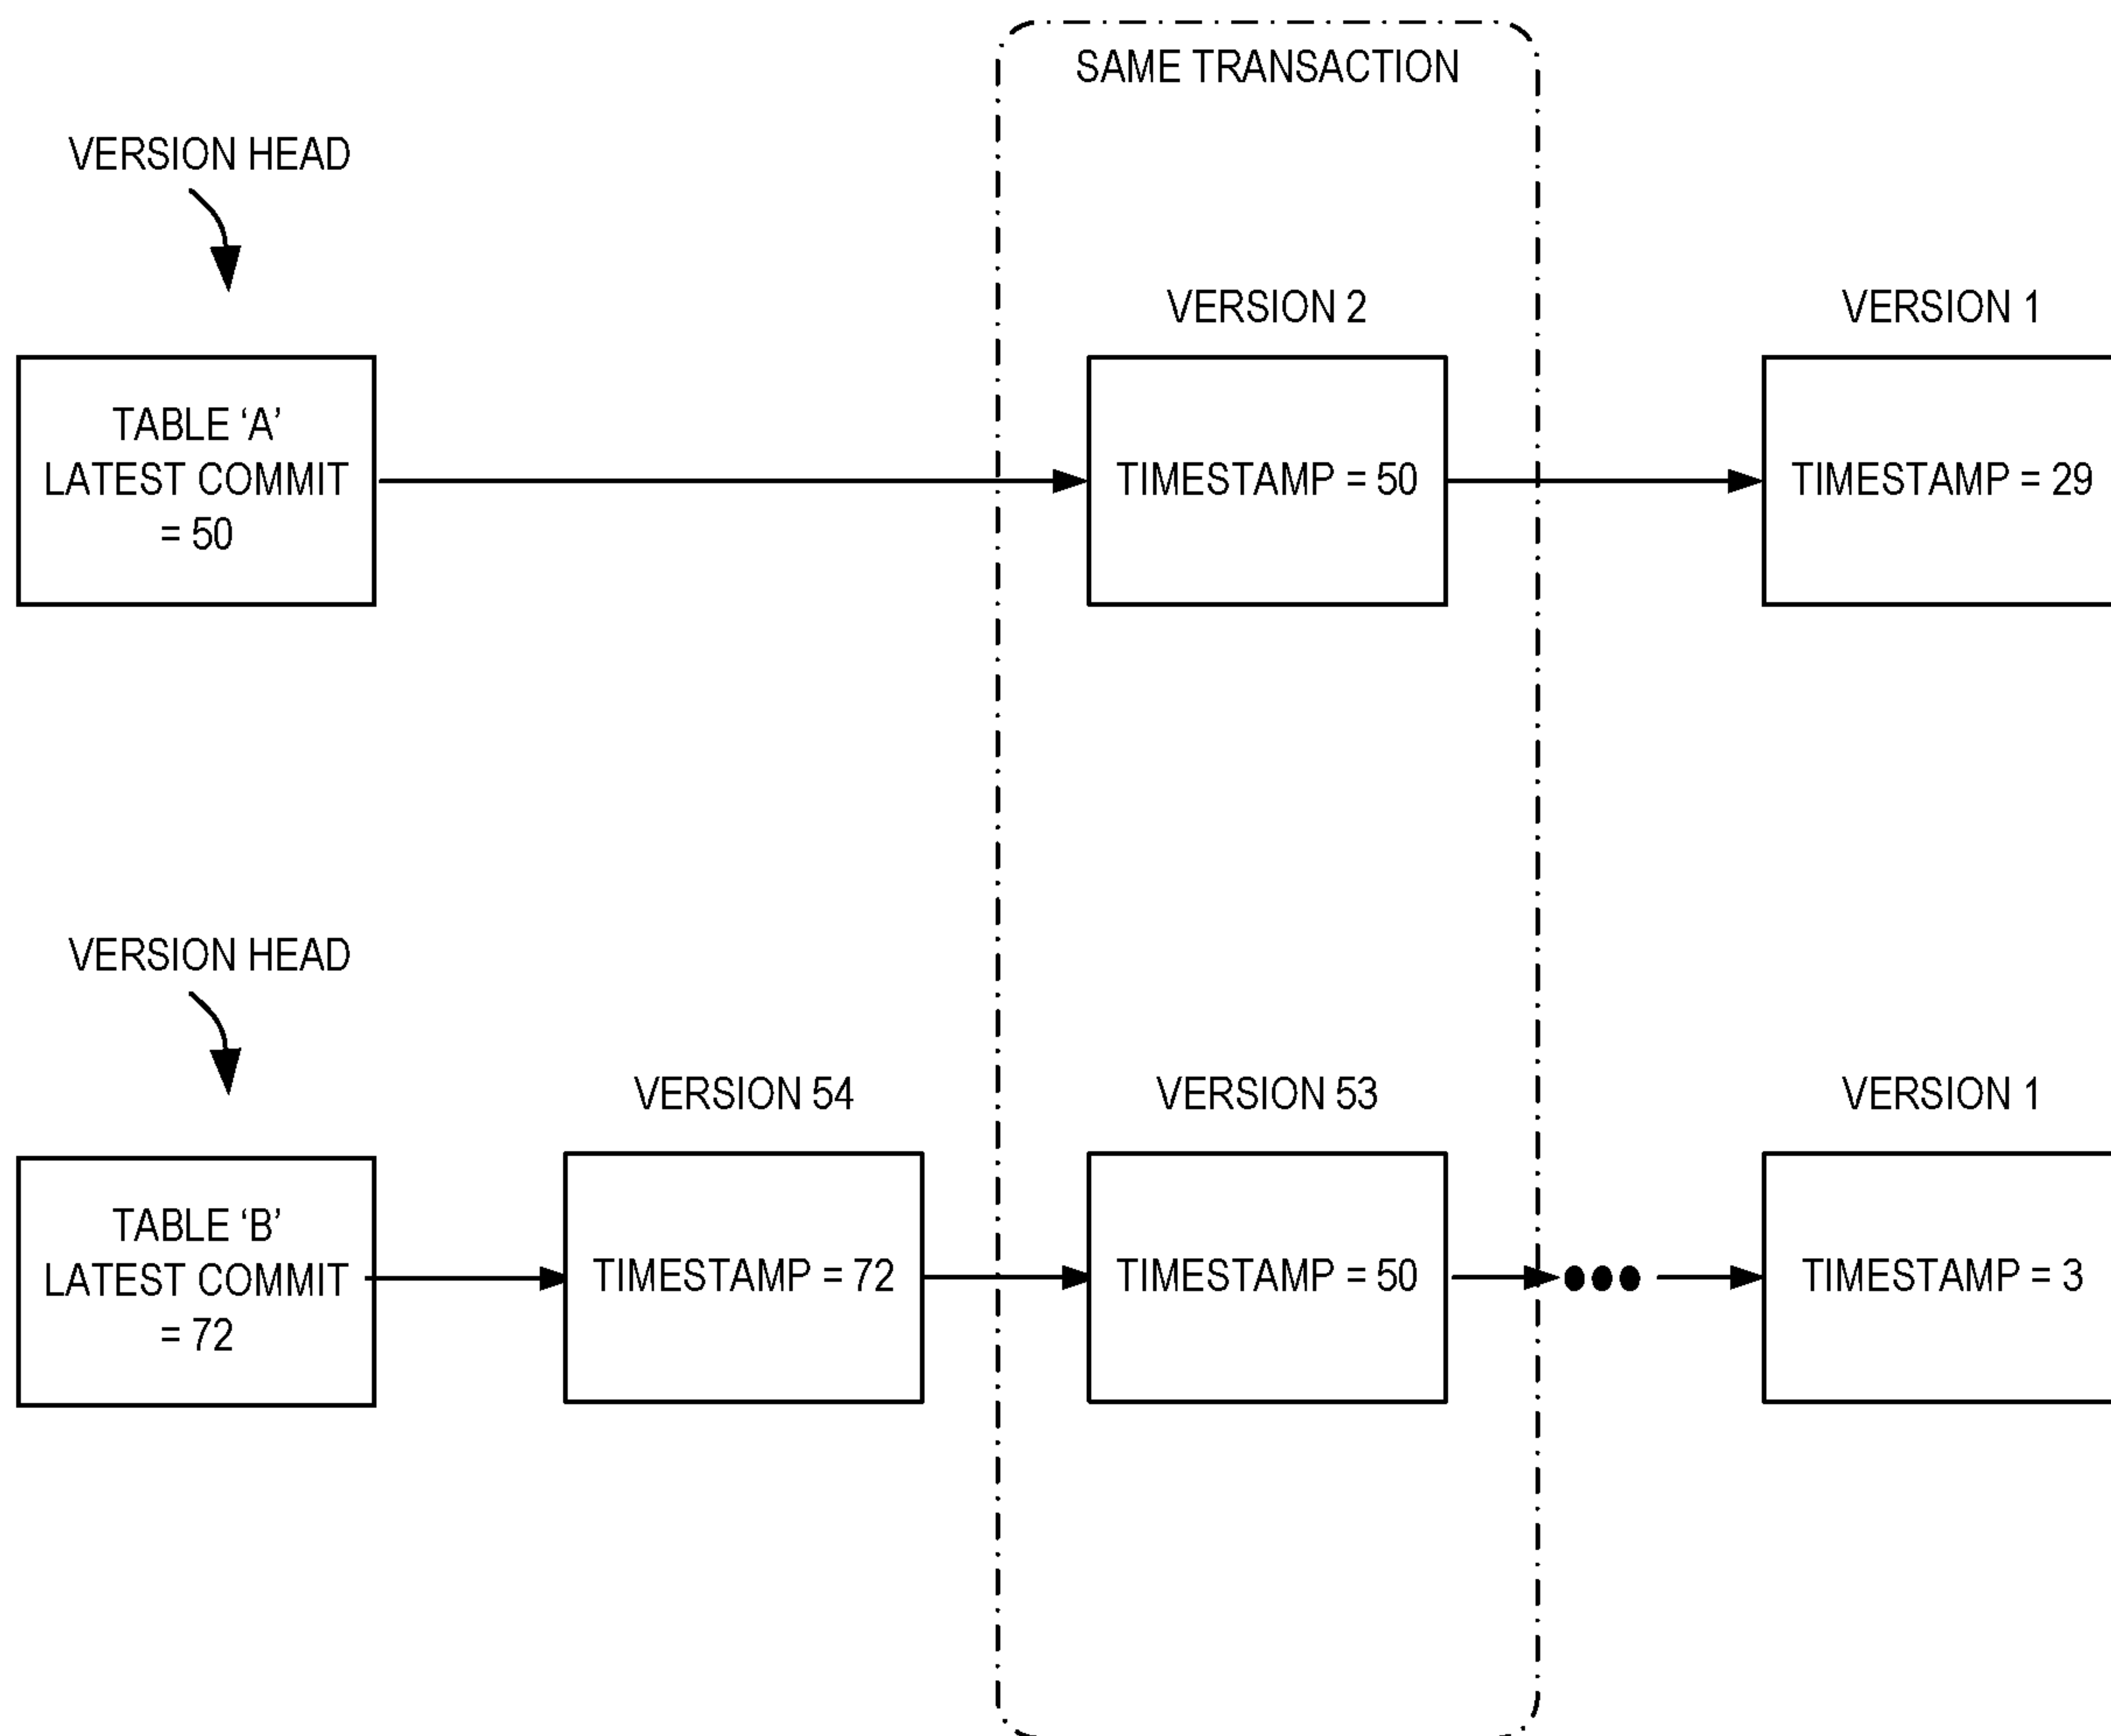 SAME TRANSACTION
VERSION HEAD
VERSION 2
VERSION 1
TABLE ‘A’
LATEST COMMIT
= 50
TIMESTAMP = 50
TIMESTAMP = 29
VERSION HEAD
VERSION 54
VERSION 53
VERSION 1
TABLE ‘B’
LATEST COMMIT
= 72
TIMESTAMP = 72
TIMESTAMP = 50
TIMESTAMP = 3